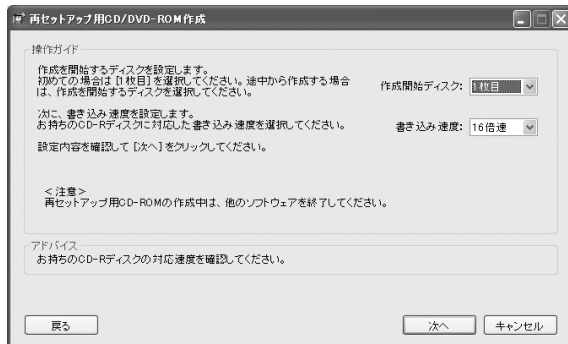 再セットアップ用CD/DVD-ROM作成
操作ガイド
作成を開始するディスクを設定します。
初めての場合は[1枚目]を選択してください。途中から作成する場合
は、作成を開始するディスクを選択してください。
作成開始ディスク: 1枚目
次に、書き込み速度を設定します。
お持ちのCD-Rディスクに対応した書き込み速度を選択してください。
書き込み速度: 16倍速
設定内容を確認して[次へ]をクリックしてください。
<注意>
再セットアップ用CD-ROMの作成中は、他のソフトウェアを終了してください。
アドバイス
お持ちのCD-Rディスクの対応速度を確認してください。
戻る
次へ
キャンセル